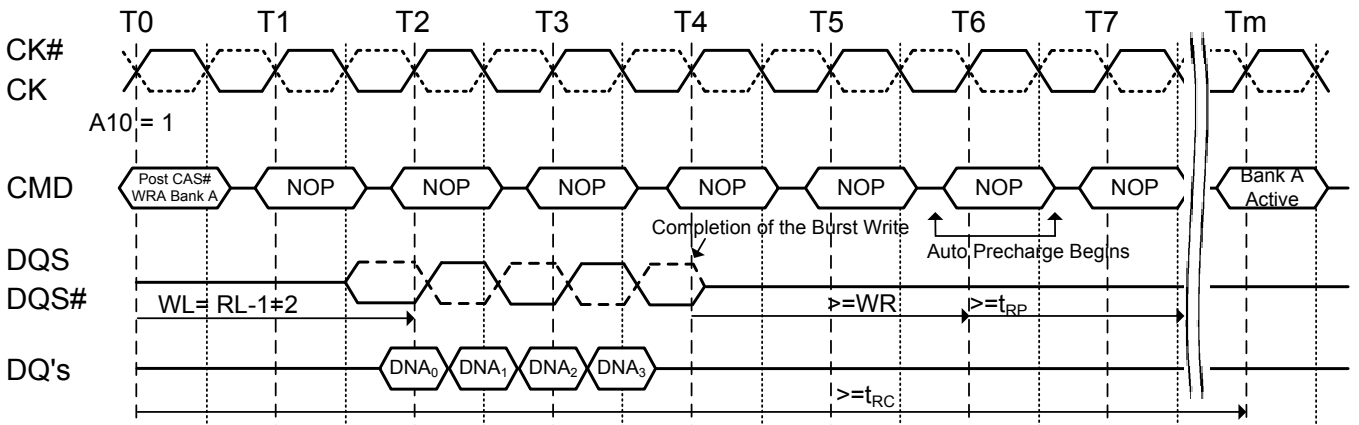 T0 T1 T2 T3 T4 T5 T6 T7 Tm
CK#
CK
A10 = 1
CMD
Post CAS#
WRA Bank A
NOP NOP NOP NOP NOP NOP NOP
Bank A
Active
Completion of the Burst Write
Auto Precharge Begins
DQS
DQS#
WL= RL-1=2
>=WR >=tRP
DQ's
DNA0 DNA1 DNA2 DNA3
>=tRC